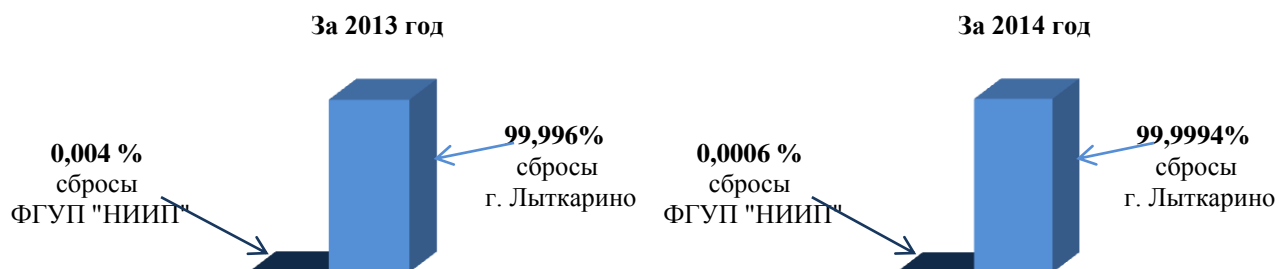 За 2013 год
0,004 %
сбросы
ФГУП "НИИП"
99,996%
сбросы
г. Лыткарино
За 2014 год
0,0006 %
сбросы
ФГУП "НИИП"
99,9994%
сбросы
г. Лыткарино